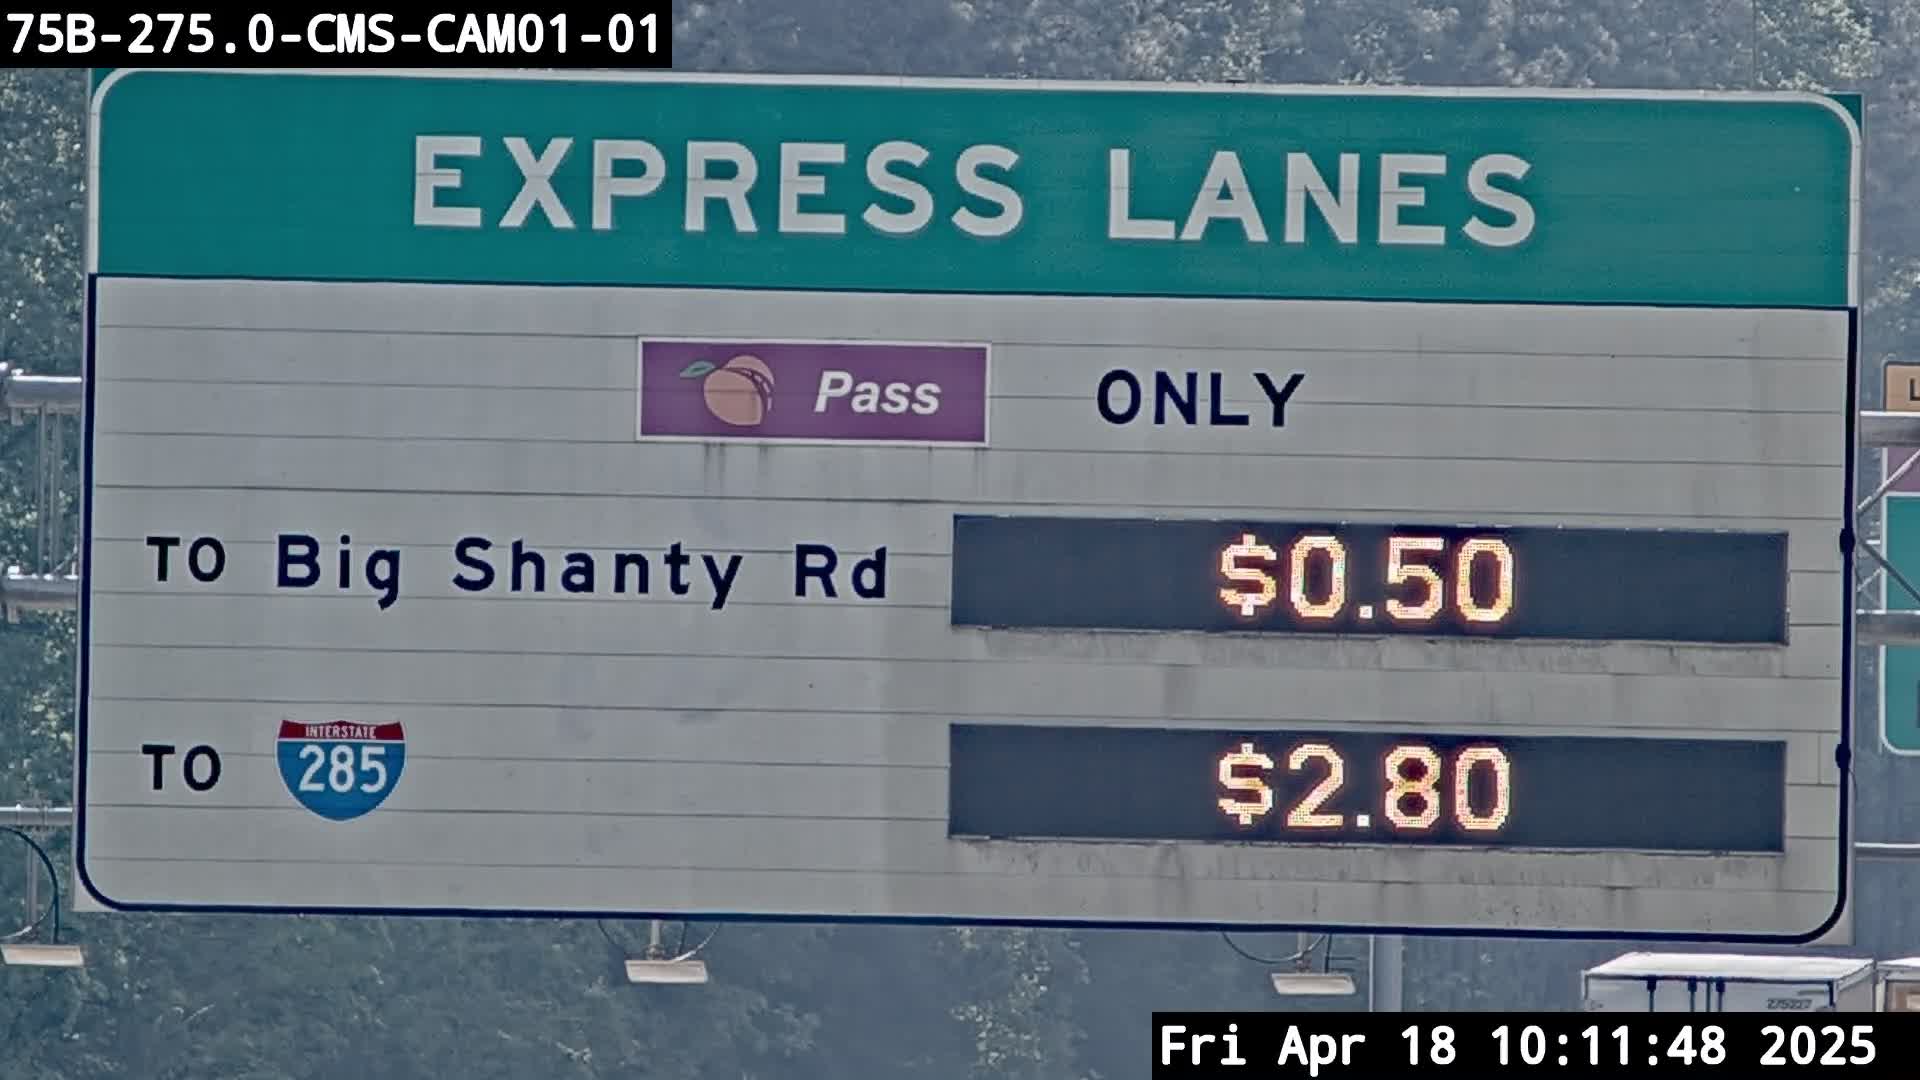 75B-275.0-CMS-CAM01-01
EXPRESS LANES
Pass ONLY
TO Big Shanty Rd $0.50
TO INTERSTATE 285 $2.80
Fri Apr 18 10:11:48 2025